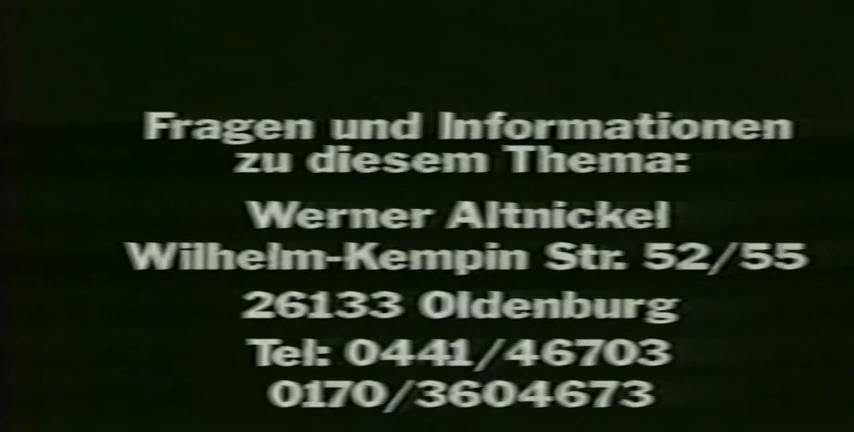 Fragen und Informationen
zu diesem Thema:
Werner Altnickel
Wilhelm-Kempin Str. 52/55
26133 Oldenburg
Tel: 0441/46703
0170/3604673